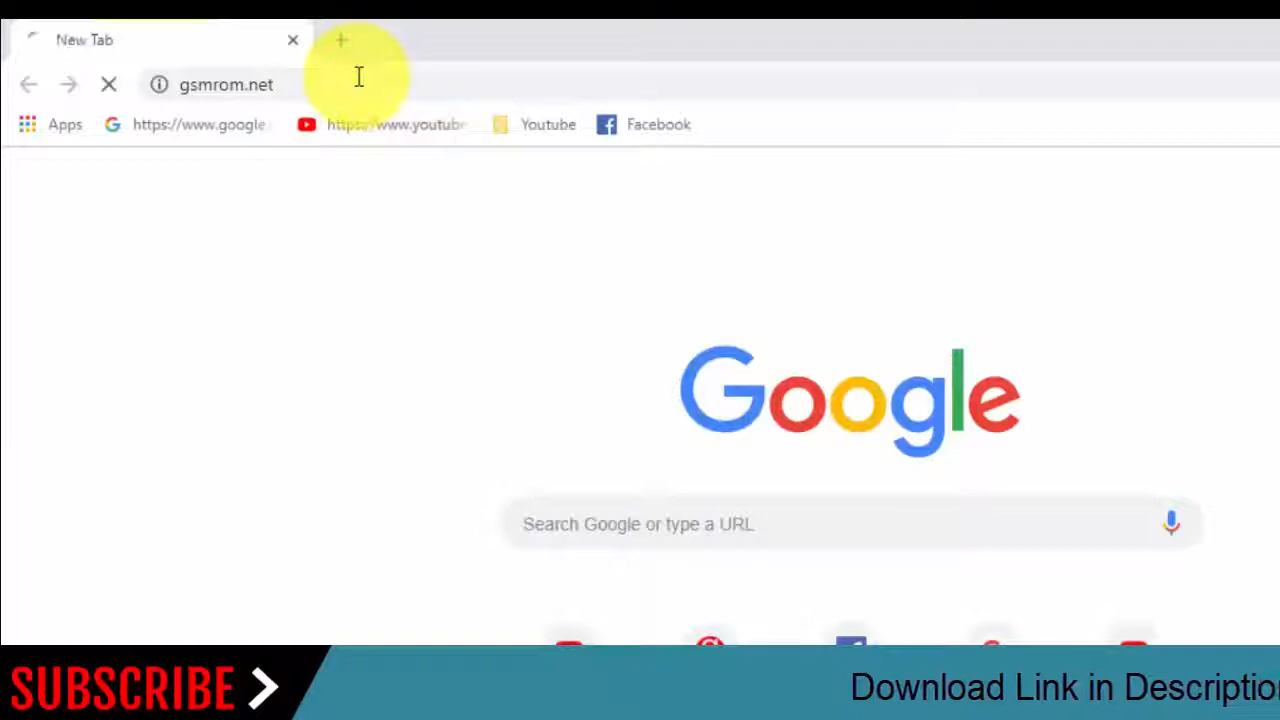 New Tab
gsmrom.net
Apps https://www.google. https://www.youtube Youtube Facebook
Google
Search Google or type a URL
SUBSCRIBE
Download Link in Descriptio